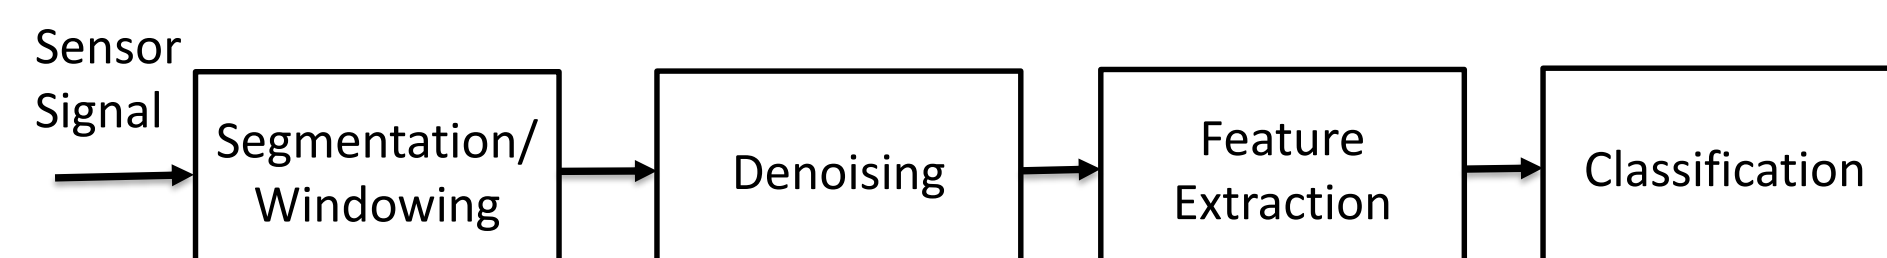 Sensor
Signal
Segmentation/
Windowing
Denoising
Feature
Extraction
Classification